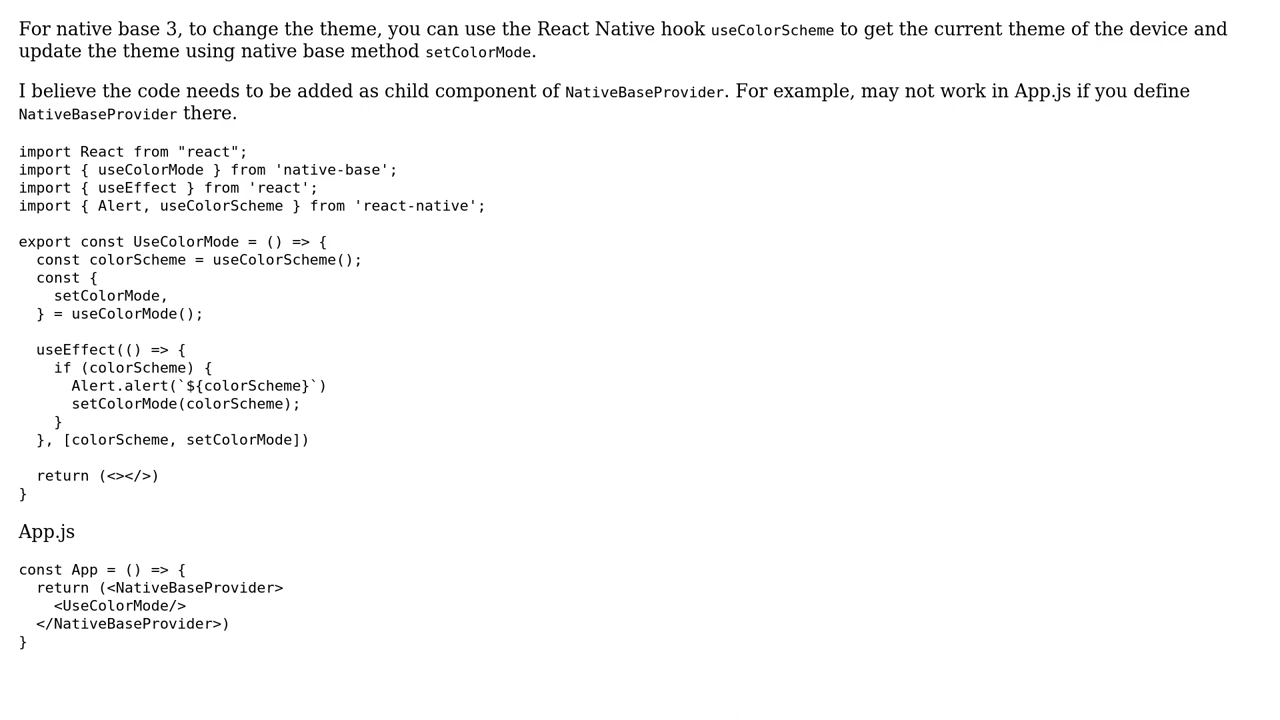 For native base 3, to change the theme, you can use the React Native hook useColorScheme to get the current theme of the device and
update the theme using native base method setColorMode.
I believe the code needs to be added as child component of NativeBaseProvider. For example, may not work in App.js if you define
NativeBaseProvider there.
import React from "react";
import { useColorMode } from 'native-base';
import { useEffect } from 'react';
import { Alert, useColorScheme } from 'react-native';
export const UseColorMode = () => {
  const colorScheme = useColorScheme();
  const {
    setColorMode,
  } = useColorMode();
  useEffect(() => {
    if (colorScheme) {
      Alert.alert(`${colorScheme}`)
      setColorMode(colorScheme);
    }
  }, [colorScheme, setColorMode])
  return (<></>)
}
App.js
const App = () => {
  return (<NativeBaseProvider>
    <UseColorMode/>
  </NativeBaseProvider>)
}